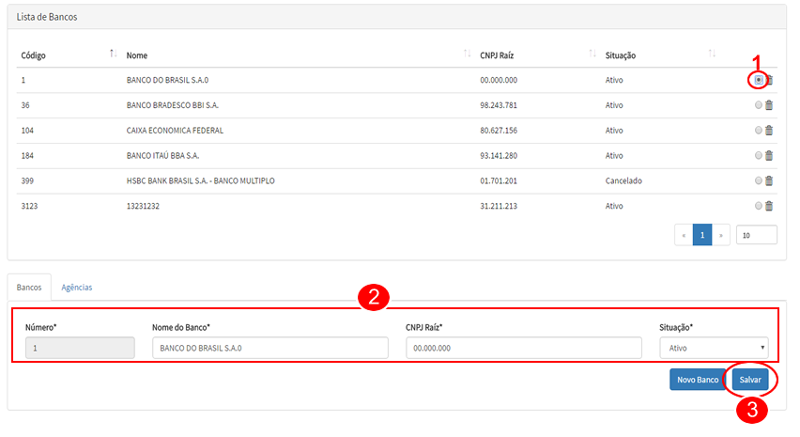 Lista de Bancos
Código Nome CNPJ Raíz Situação
1
1 BANCO DO BRASIL S.A.0 00.000.000 Ativo
36 BANCO BRADESCO BBI S.A. 98.243.781 Ativo
104 CAIXA ECONOMICA FEDERAL 80.627.156 Ativo
184 BANCO ITAÚ BBA S.A. 93.141.280 Ativo
399 HSBC BANK BRASIL S.A. - BANCO MULTIPLO 01.701.201 Cancelado
3123 13231232 31.211.213 Ativo
« 1 » 10
Bancos Agências
2
Número* Nome do Banco* CNPJ Raíz* Situação*
1 BANCO DO BRASIL S.A.0 00.000.000 Ativo
Novo Banco Salvar
3